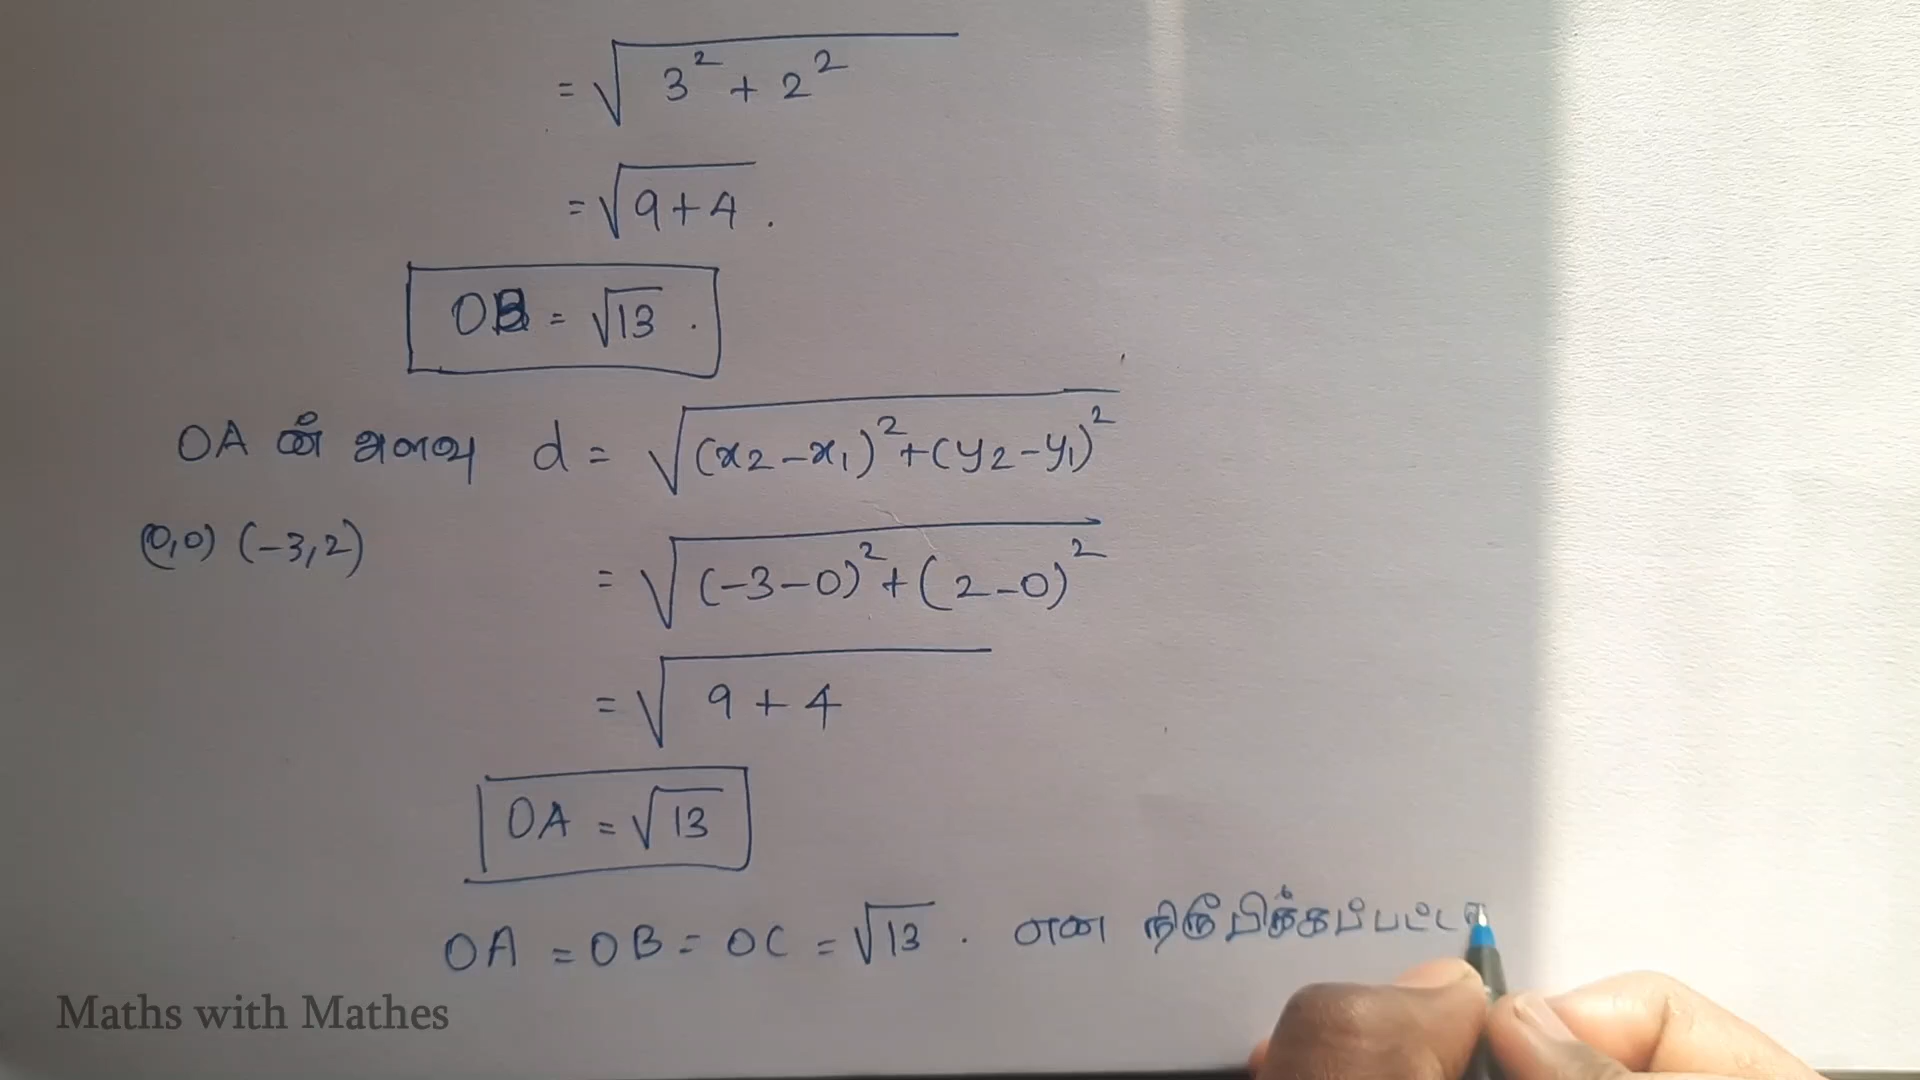 = √3² + 2²
= √9+4 .
OB = √13 .
OA ன் அளவு d = √(x₂-x₁)²+(y₂-y₁)²
(0,0) (-3,2)
= √(-3-0)²+(2-0)²
= √9+4
OA = √13
OA = OB = OC = √13 . என நிரூபிக்கப்பட்ட
Maths with Mathes